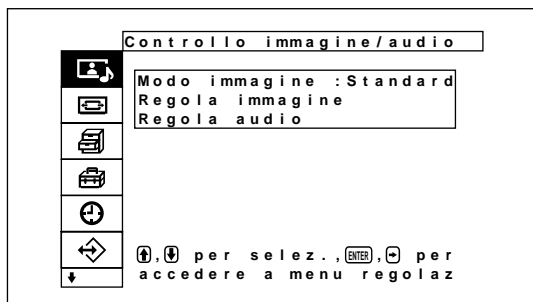 Controllo immagine/audio
Modo immagine :Standard
Regola immagine
Regola audio
, per selez.,ENTER, per
accedere a menu regolaz